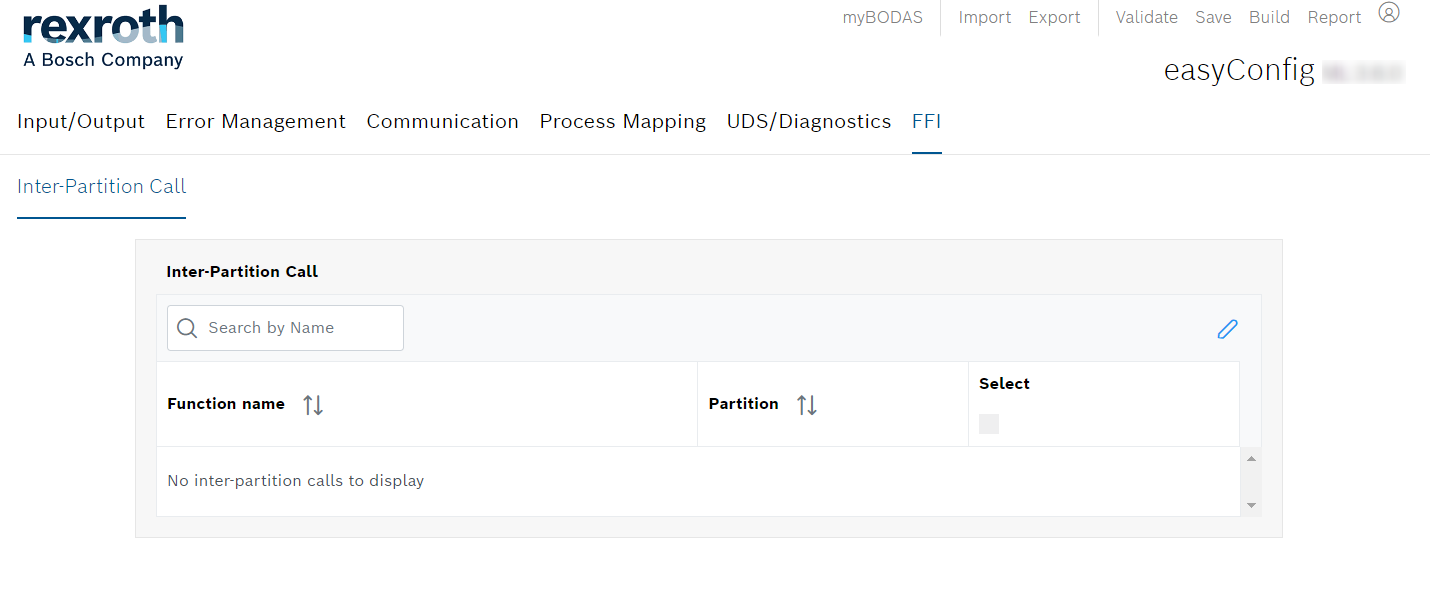 rexroth
A Bosch Company
myBODAS Import Export Validate Save Build Report
easyConfig
Input/Output Error Management Communication Process Mapping UDS/Diagnostics FFI
Inter-Partition Call
Inter-Partition Call
Search by Name
Function name Partition Select
No inter-partition calls to display